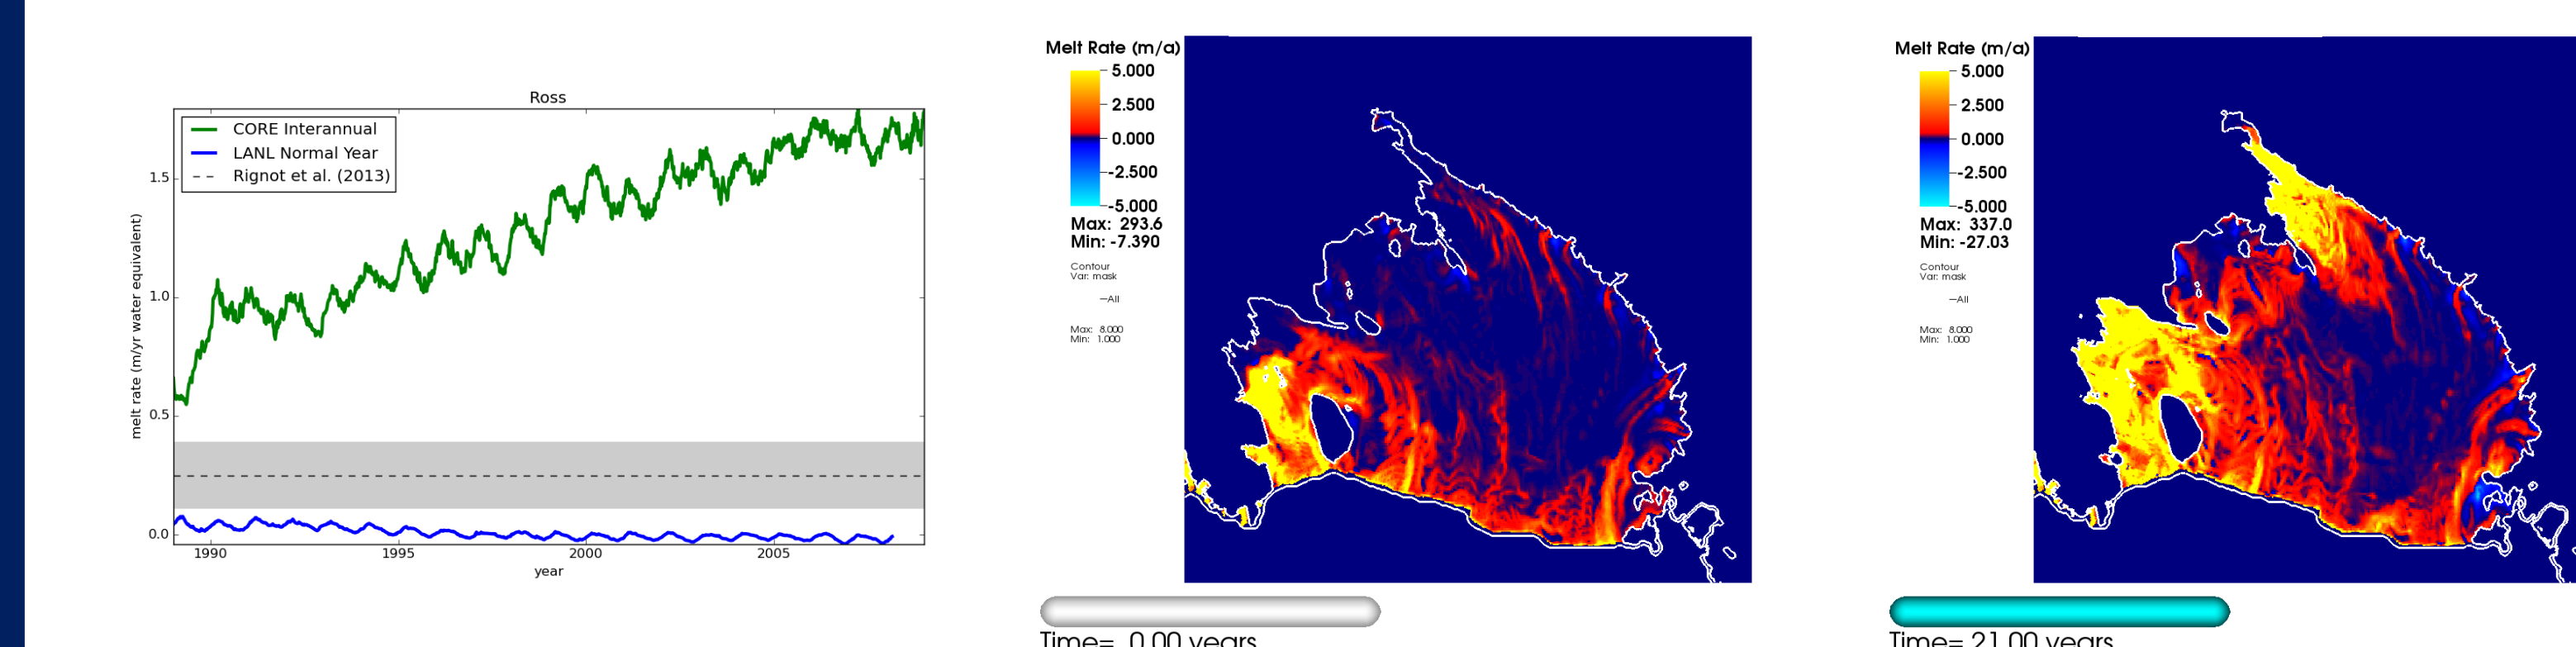 Ross
CORE Interannual
LANL Normal Year
Rignot et al. (2013)
melt rate (m/yr water equivalent)
1.5
1.0
0.5
0.0
1990
1995
2000
2005
year
Melt Rate (m/a)
5.000
2.500
0.000
-2.500
-5.000
Max: 293.6
Min: -7.390
Contour
Var: mask
All
Max: 8.000
Min: 1.000
Time= 0.00 years
Melt Rate (m/a)
5.000
2.500
0.000
-2.500
-5.000
Max: 337.0
Min: -27.03
Contour
Var: mask
All
Max: 8.000
Min: 1.000
Time= 21.00 years